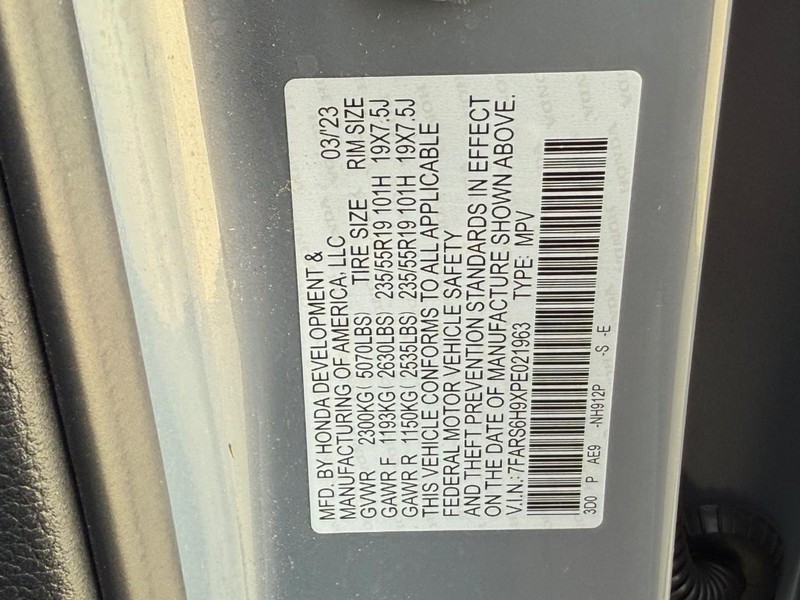 MFD. BY HONDA DEVELOPMENT &
MANUFACTURING OF AMERICA, LLC 03/'23
GVWR 2300KG ( 5070LBS) TIRE SIZE RIM SIZE
GAWR F 1193KG ( 2630LBS) 235/55R19 101H 19X7.5J
GAWR R 1150KG ( 2535LBS) 235/55R19 101H 19X7.5J
THIS VEHICLE CONFORMS TO ALL APPLICABLE
FEDERAL MOTOR VEHICLE SAFETY
AND THEFT PREVENTION STANDARDS IN EFFECT
ON THE DATE OF MANUFACTURE SHOWN ABOVE.
V.I.N.:7FARS6H9XPE021963 TYPE: MPV
3D0 P AE9 -NH912P -S -E